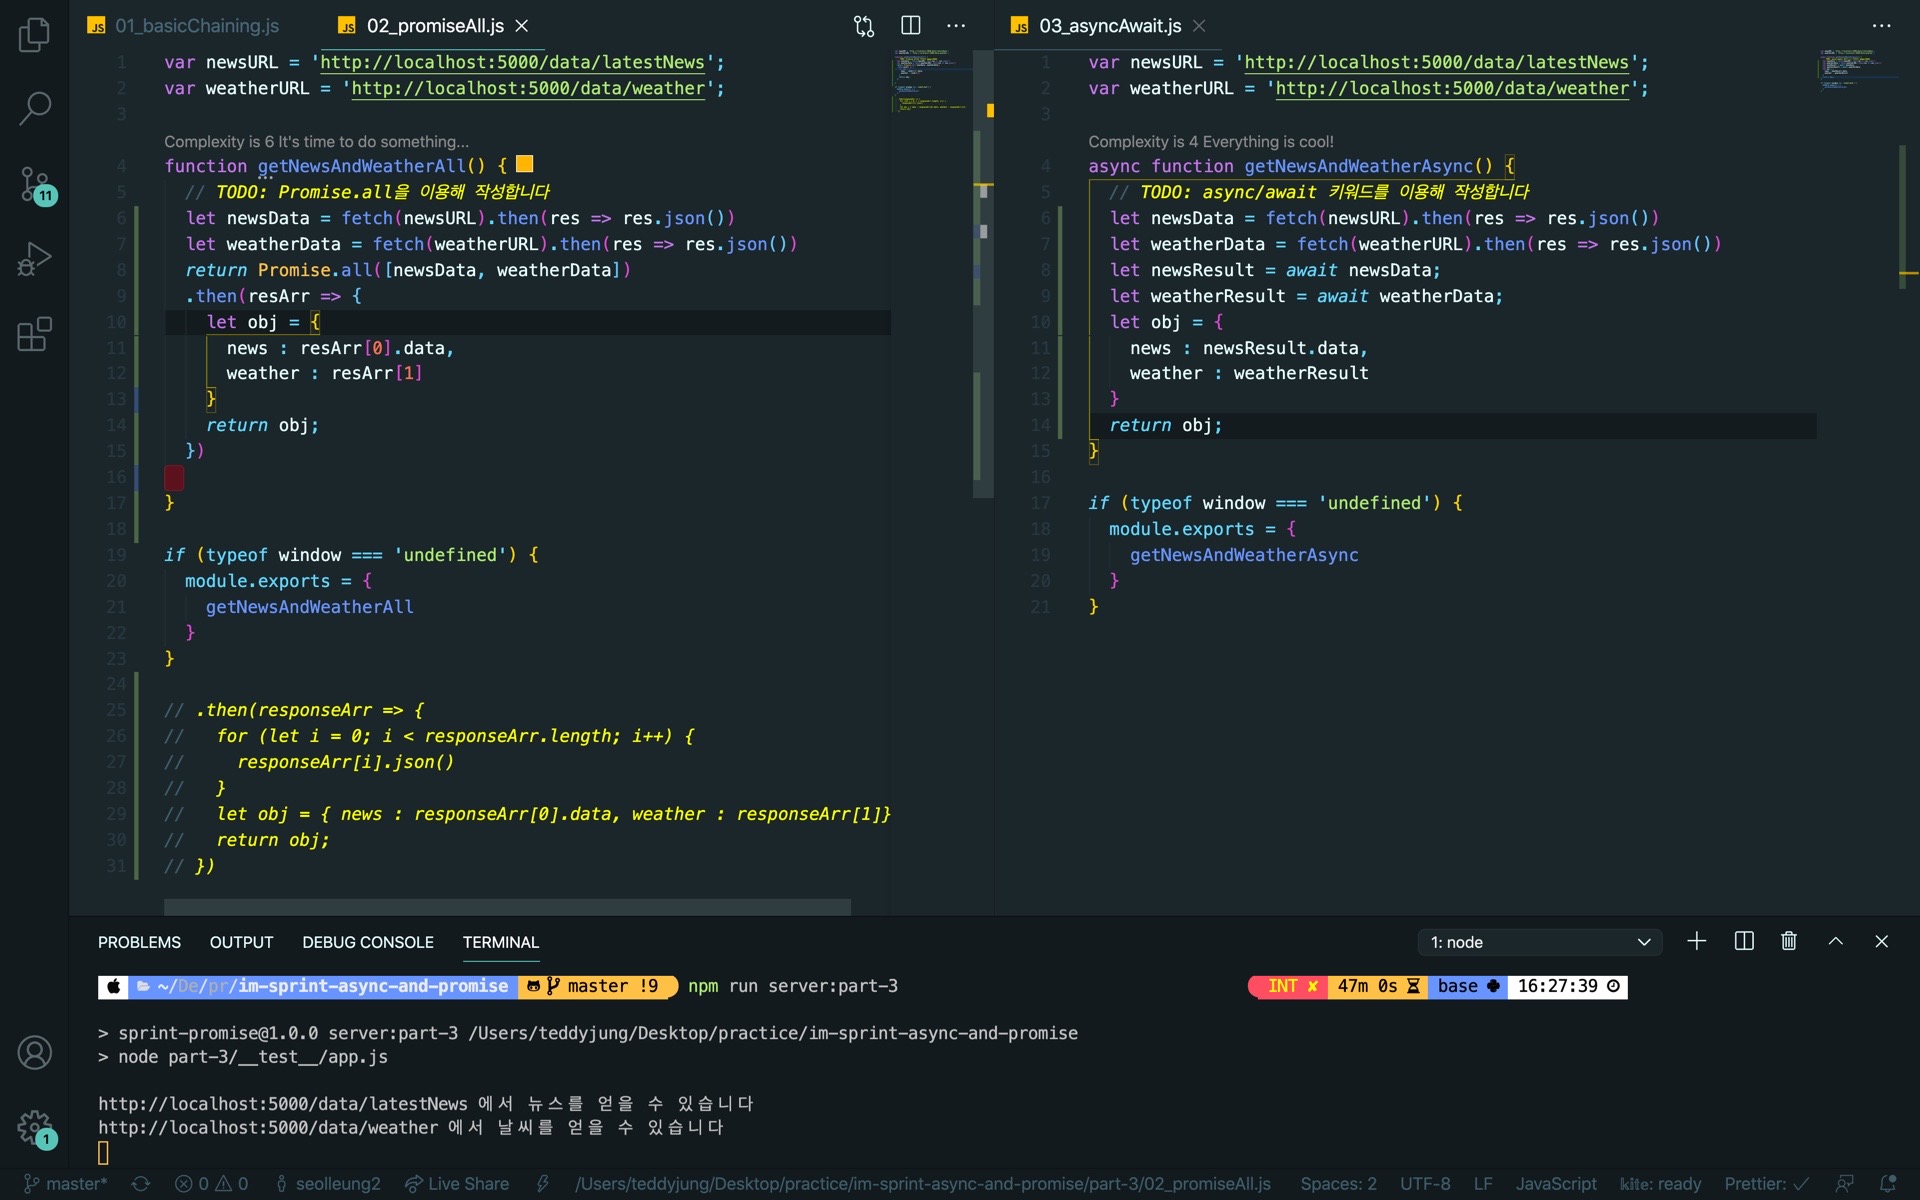 JS 01_basicChaining.js
JS 02_promiseAll.js
1 var newsURL = 'http://localhost:5000/data/latestNews';
2 var weatherURL = 'http://localhost:5000/data/weather';
3
Complexity is 6 It's time to do something...
4 function getNewsAndWeatherAll() {
5 // TODO: Promise.all을 이용해 작성합니다
6 let newsData = fetch(newsURL).then(res => res.json())
7 let weatherData = fetch(weatherURL).then(res => res.json())
8 return Promise.all([newsData, weatherData])
9 .then(resArr => {
10 let obj = {
11 news : resArr[0].data,
12 weather : resArr[1]
13 }
14 return obj;
15 })
16
17 }
18
19 if (typeof window === 'undefined') {
20 module.exports = {
21 getNewsAndWeatherAll
22 }
23 }
24
25 // .then(responseArr => {
26 // for (let i = 0; i < responseArr.length; i++) {
27 // responseArr[i].json()
28 // }
29 // let obj = { news : responseArr[0].data, weather : responseArr[1]}
30 // return obj;
31 // })
JS 03_asyncAwait.js
1 var newsURL = 'http://localhost:5000/data/latestNews';
2 var weatherURL = 'http://localhost:5000/data/weather';
3
Complexity is 4 Everything is cool!
4 async function getNewsAndWeatherAsync() {
5 // TODO: async/await 키워드를 이용해 작성합니다
6 let newsData = fetch(newsURL).then(res => res.json())
7 let weatherData = fetch(weatherURL).then(res => res.json())
8 let newsResult = await newsData;
9 let weatherResult = await weatherData;
10 let obj = {
11 news : newsResult.data,
12 weather : weatherResult
13 }
14 return obj;
15 }
16
17 if (typeof window === 'undefined') {
18 module.exports = {
19 getNewsAndWeatherAsync
20 }
21 }
11
1
PROBLEMS OUTPUT DEBUG CONSOLE TERMINAL 1: node
~/De/pr/im-sprint-async-and-promise master !9 npm run server:part-3 INT ✘ 47m 0s base 16:27:39
> sprint-promise@1.0.0 server:part-3 /Users/teddyjung/Desktop/practice/im-sprint-async-and-promise
> node part-3/__test__/app.js
http://localhost:5000/data/latestNews 에서 뉴스를 얻을 수 있습니다
http://localhost:5000/data/weather 에서 날씨를 얻을 수 있습니다
master* 0 0 seolleung2 Live Share /Users/teddyjung/Desktop/practice/im-sprint-async-and-promise/part-3/02_promiseAll.js Spaces: 2 UTF-8 LF JavaScript kite: ready Prettier: ✓